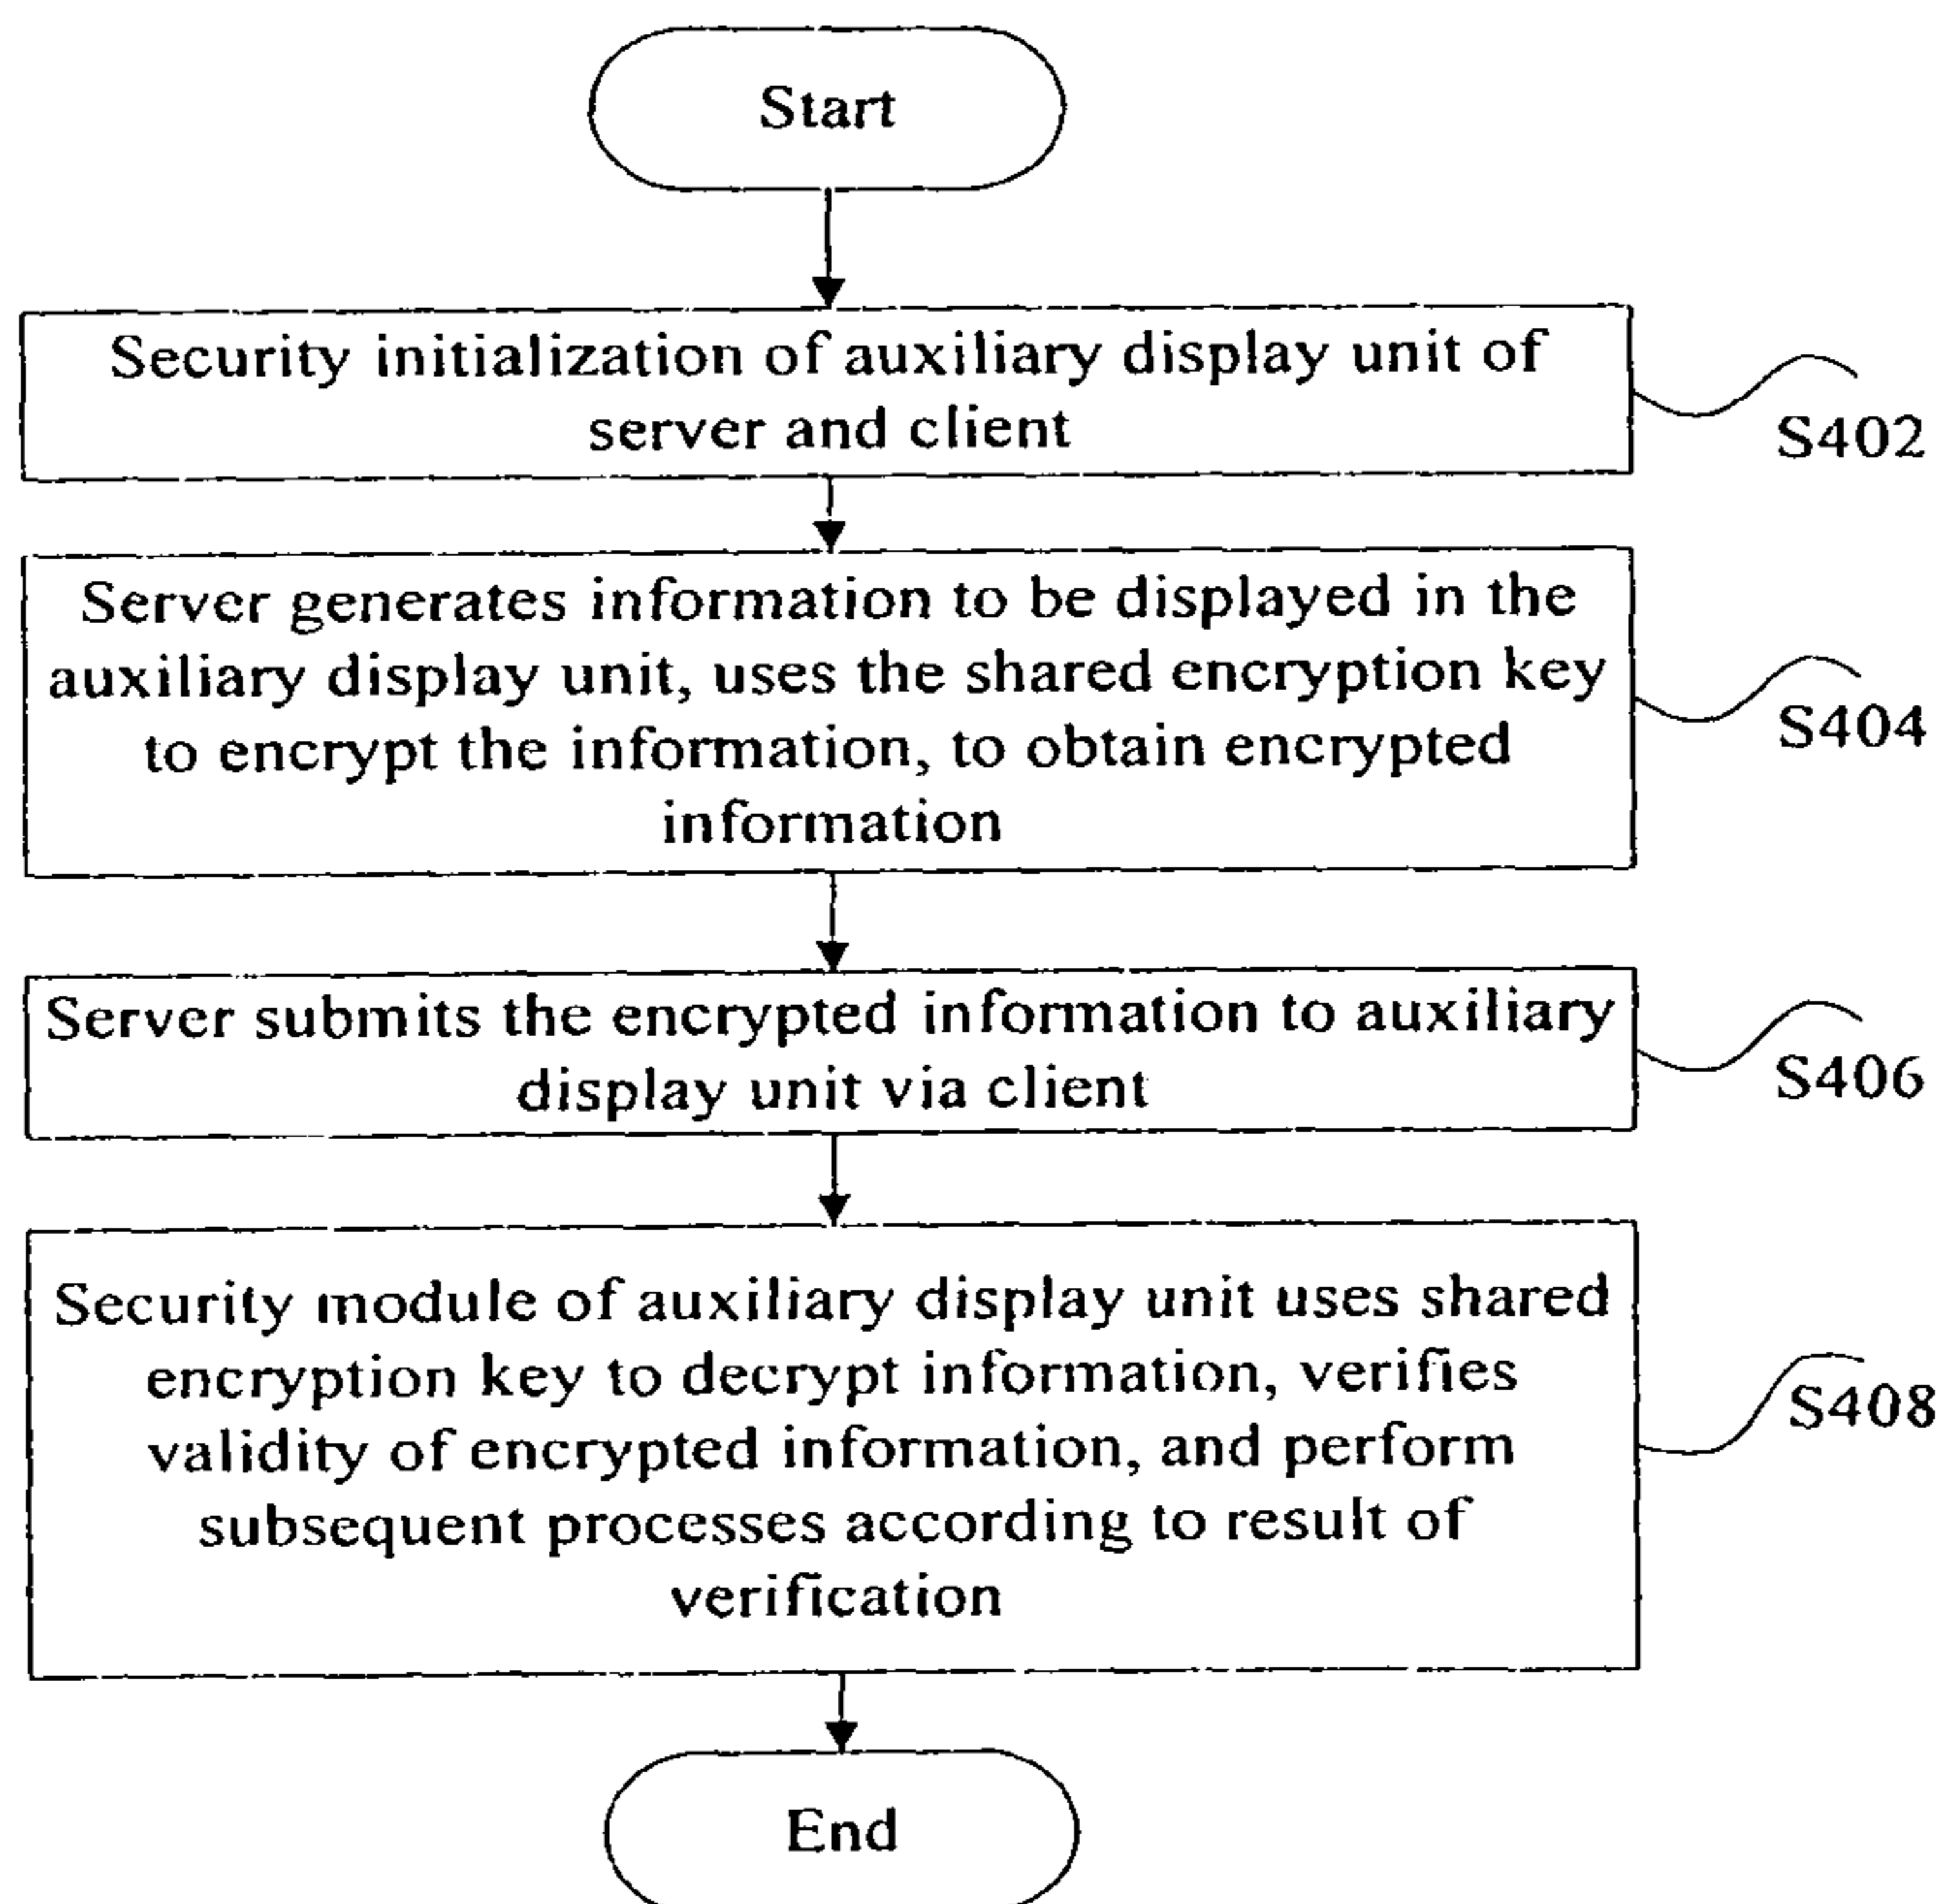 Start
Security initialization of auxiliary display unit of
server and client
S402
Server generates information to be displayed in the
auxiliary display unit, uses the shared encryption key
to encrypt the information, to obtain encrypted
information
S404
Server submits the encrypted information to auxiliary
display unit via client
S406
Security module of auxiliary display unit uses shared
encryption key to decrypt information, verifies
validity of encrypted information, and perform
subsequent processes according to result of
verification
S408
End